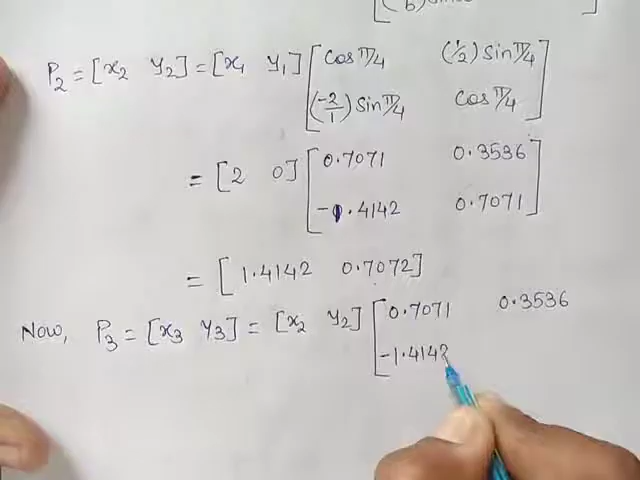 P₂ = [x₂ y₂] = [x₁ y₁] [cos π/4 (1/2) sin π/4
(-2/1) sin π/4 cos π/4]
= [2 0] [0.7071 0.3536
-1.4142 0.7071]
= [1.4142 0.7072]
Now, P₃ = [x₃ y₃] = [x₂ y₂] [0.7071 0.3536
-1.4142